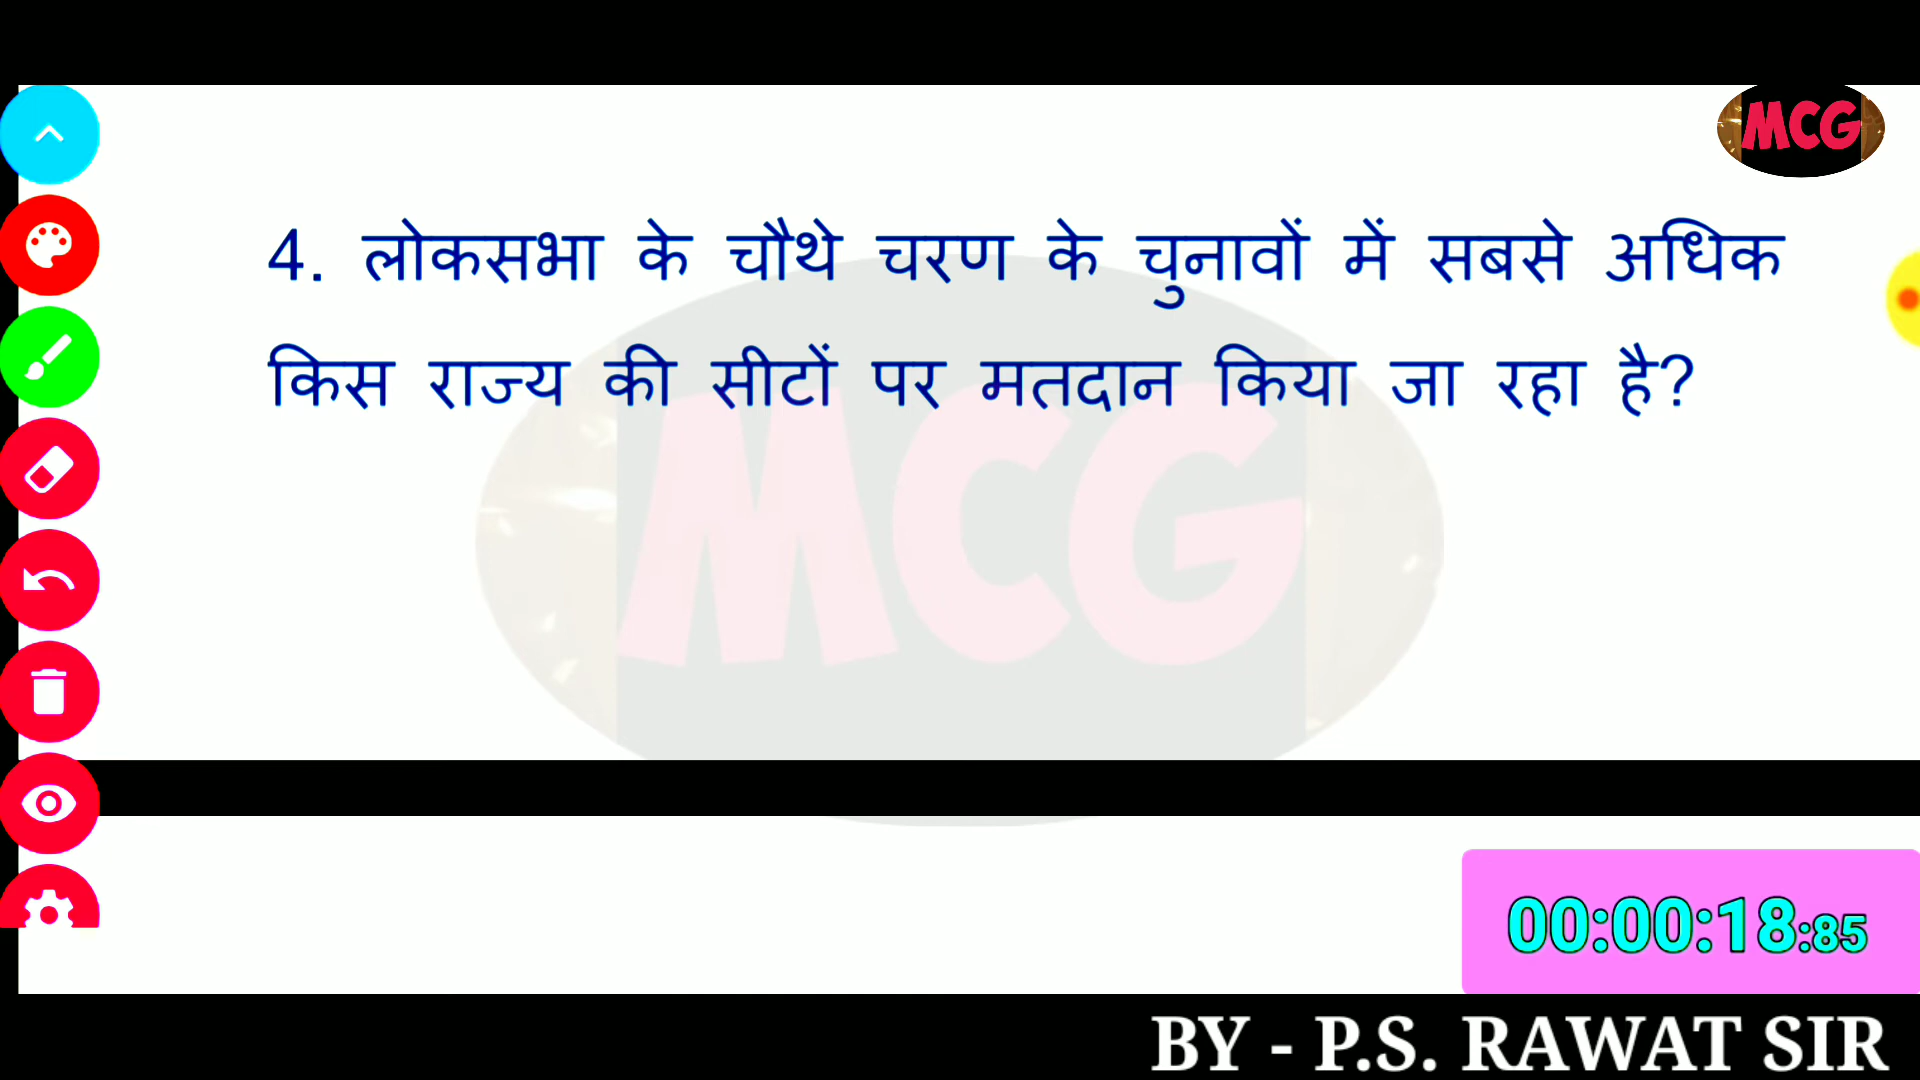 MCG
4. लोकसभा के चौथे चरण के चुनावों में सबसे अधिक
किस राज्य की सीटों पर मतदान किया जा रहा है?
MCG
00:00:18:85
BY - P.S. RAWAT SIR